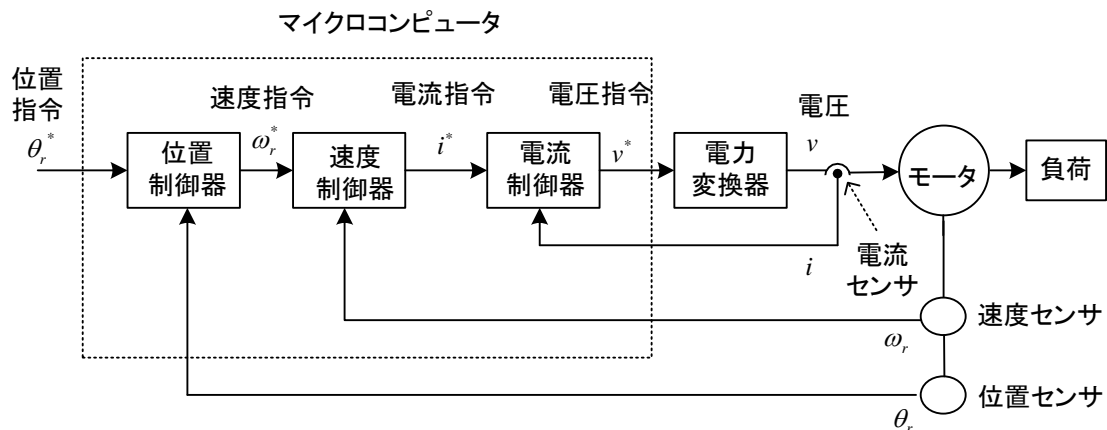 マイクロコンピュータ
位置
指令
θr*
速度指令
ωr*
電流指令
i*
電圧指令
v*
電圧
v
位置
制御器
速度
制御器
電流
制御器
電力
変換器
モータ
負荷
i
電流
センサ
ωr
速度センサ
θr
位置センサ